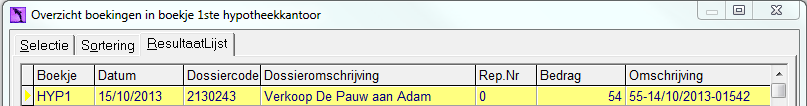 Overzicht boekingen in boekje 1ste hypotheekkantoor
Selectie Sortering ResultaatLijst
Boekje Datum Dossiercode Dossieromschrijving Rep.Nr Bedrag Omschrijving
HYP1 15/10/2013 2130243 Verkoop De Pauw aan Adam 0 54 55-14/10/2013-01542